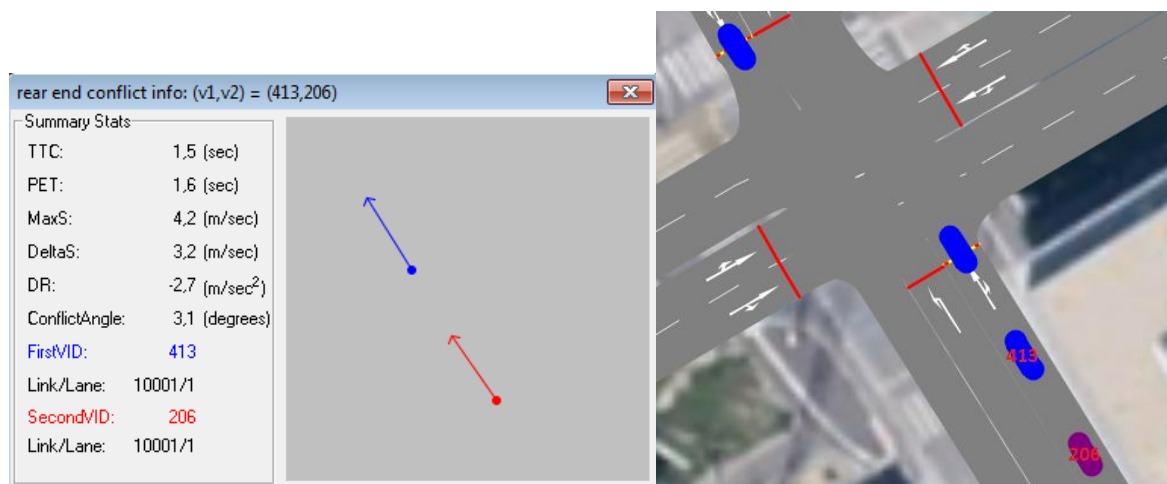 rear end conflict info: (v1,v2) = (413,206)
Summary Stats
TTC: 1,5 (sec)
PET: 1,6 (sec)
MaxS: 4,2 (m/sec)
DeltaS: 3,2 (m/sec)
DR: -2,7 (m/sec²)
ConflictAngle: 3,1 (degrees)
FirstVID: 413
Link/Lane: 10001/1
SecondVID: 206
Link/Lane: 10001/1
413
206